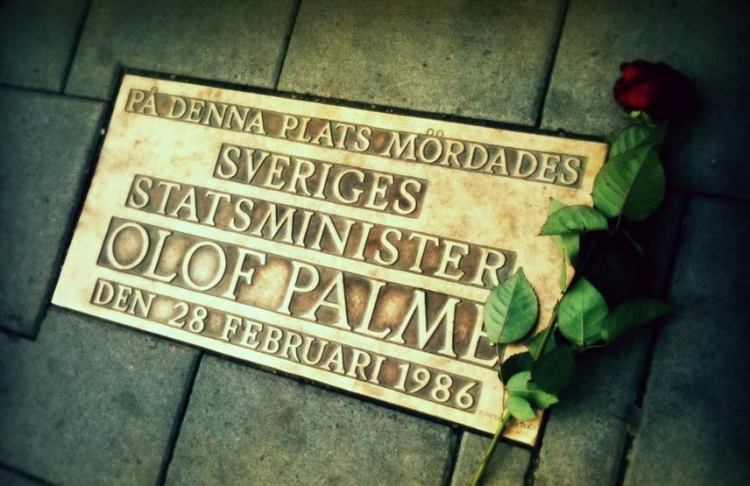 PÅ DENNA PLATS MÖRDADES
SVERIGES
STATSMINISTER
OLOF PALME
DEN 28 FEBRUARI 1986